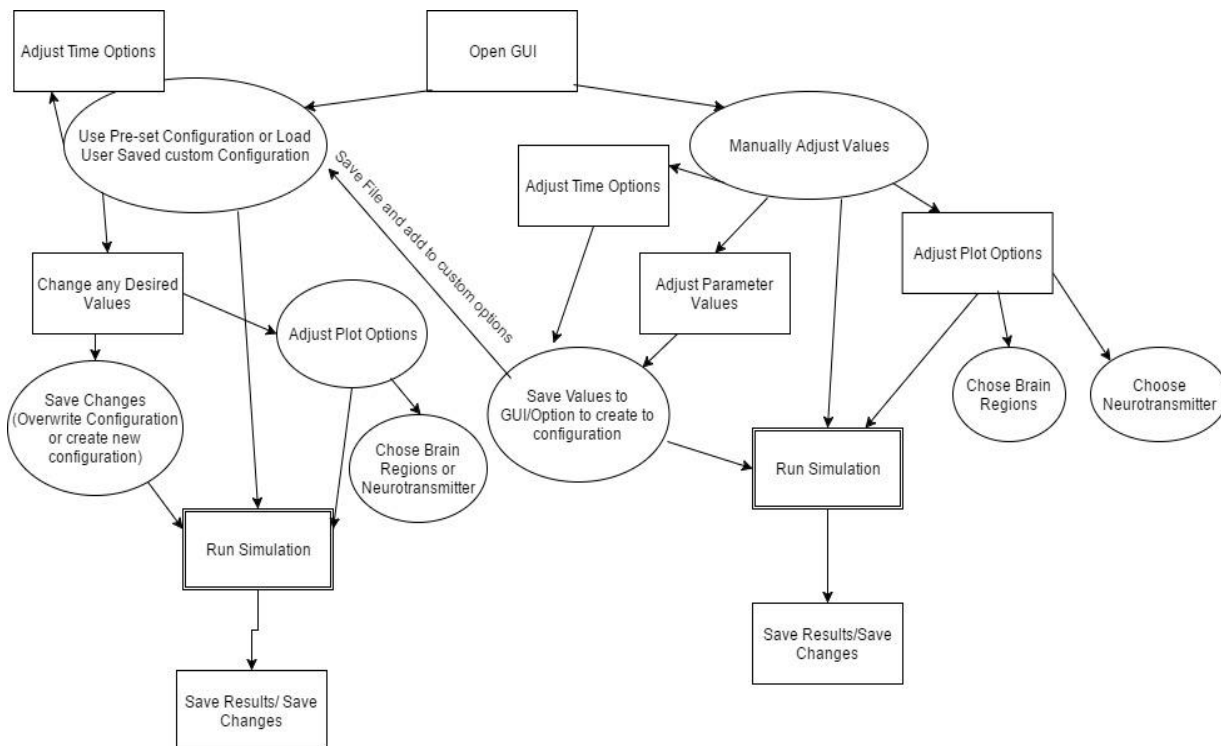 Adjust Time Options
Open GUI
Use Pre-set Configuration or Load
User Saved custom Configuration
Manually Adjust Values
Save File and add to custom options
Adjust Time Options
Adjust Plot Options
Change any Desired
Values
Adjust Parameter
Values
Adjust Plot Options
Save Changes
(Overwrite Configuration
or create new
configuration)
Save Values to
GUI/Option to create to
configuration
Chose Brain
Regions
Choose
Neurotransmitter
Chose Brain
Regions or
Neurotransmitter
Run Simulation
Run Simulation
Save Results/Save
Changes
Save Results/ Save
Changes